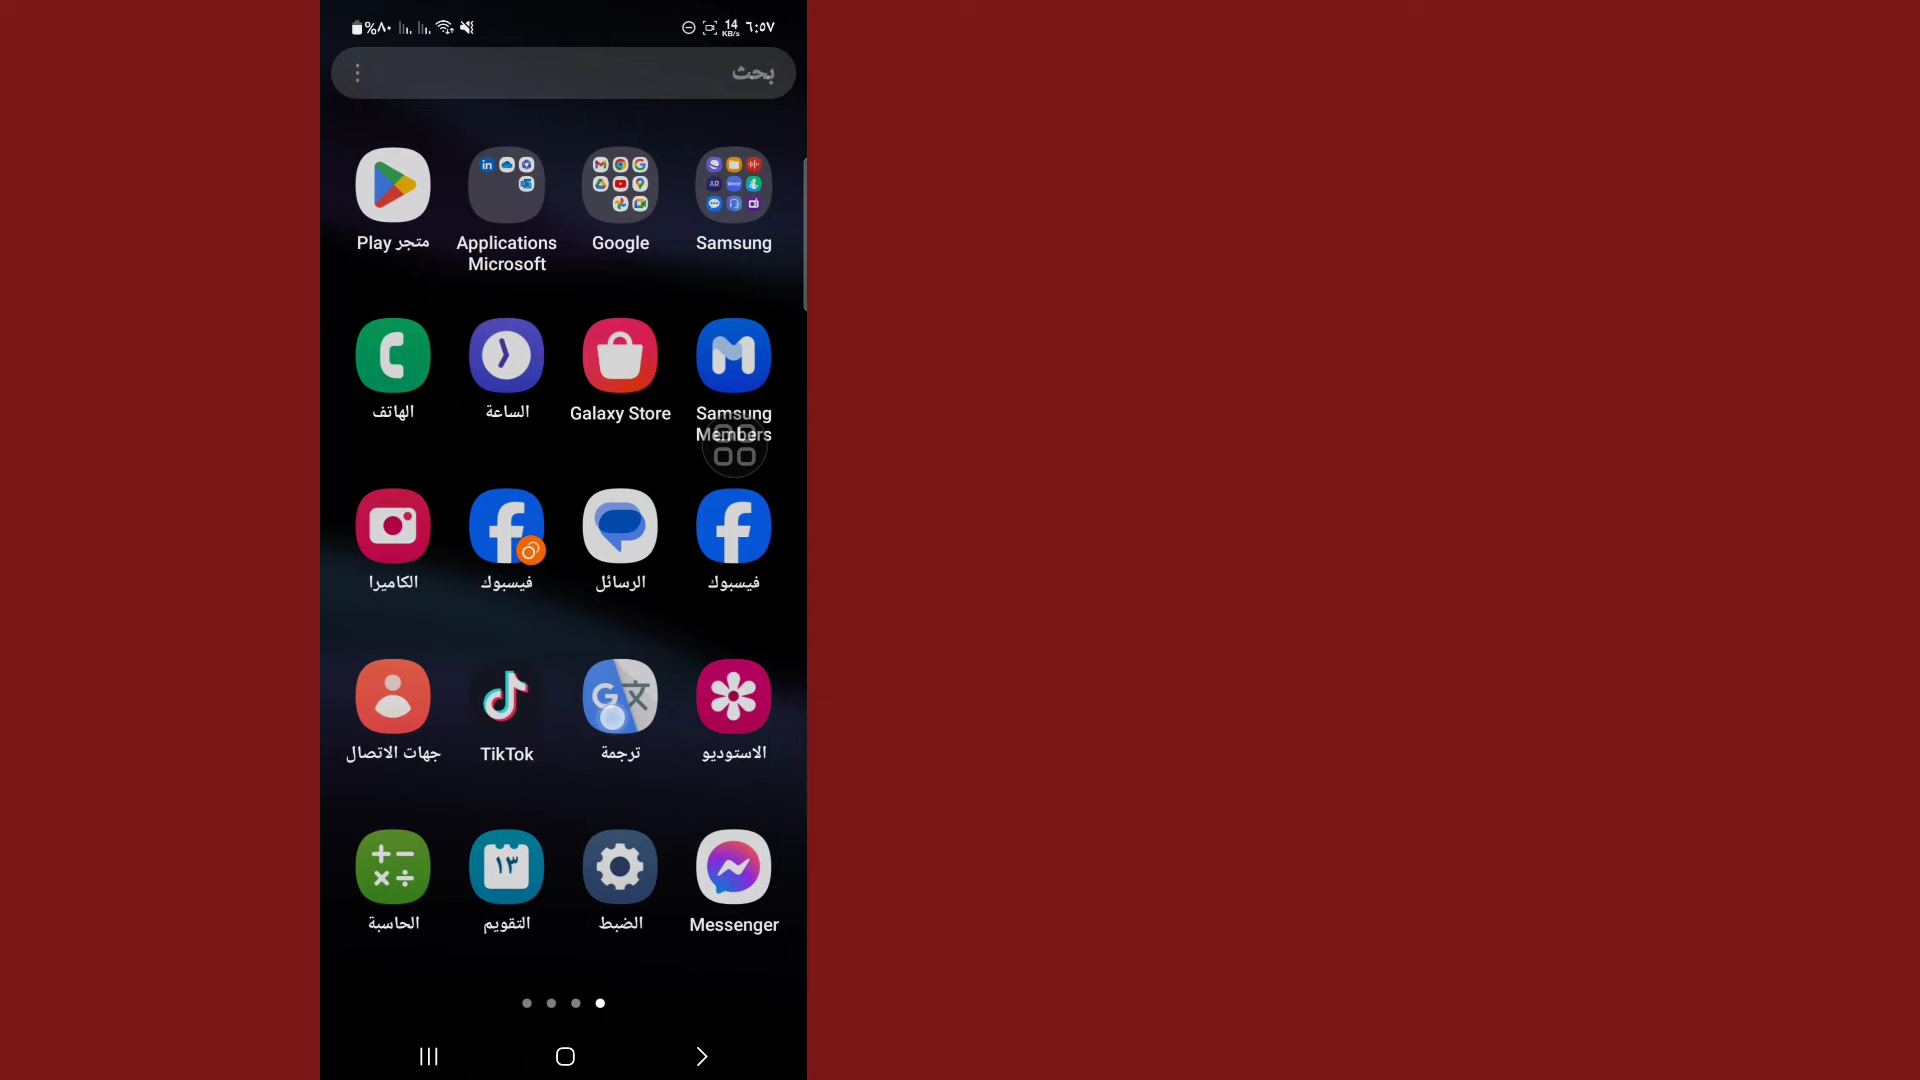 %٨٠
14
KB/s
٦:٥٧
بحث
متجر Play
Applications
Microsoft
Google
Samsung
الهاتف
الساعة
Galaxy Store
Samsung
Members
الكاميرا
فيسبوك
الرسائل
فيسبوك
جهات الاتصال
TikTok
ترجمة
الاستوديو
١٣
الحاسبة
التقويم
الضبط
Messenger